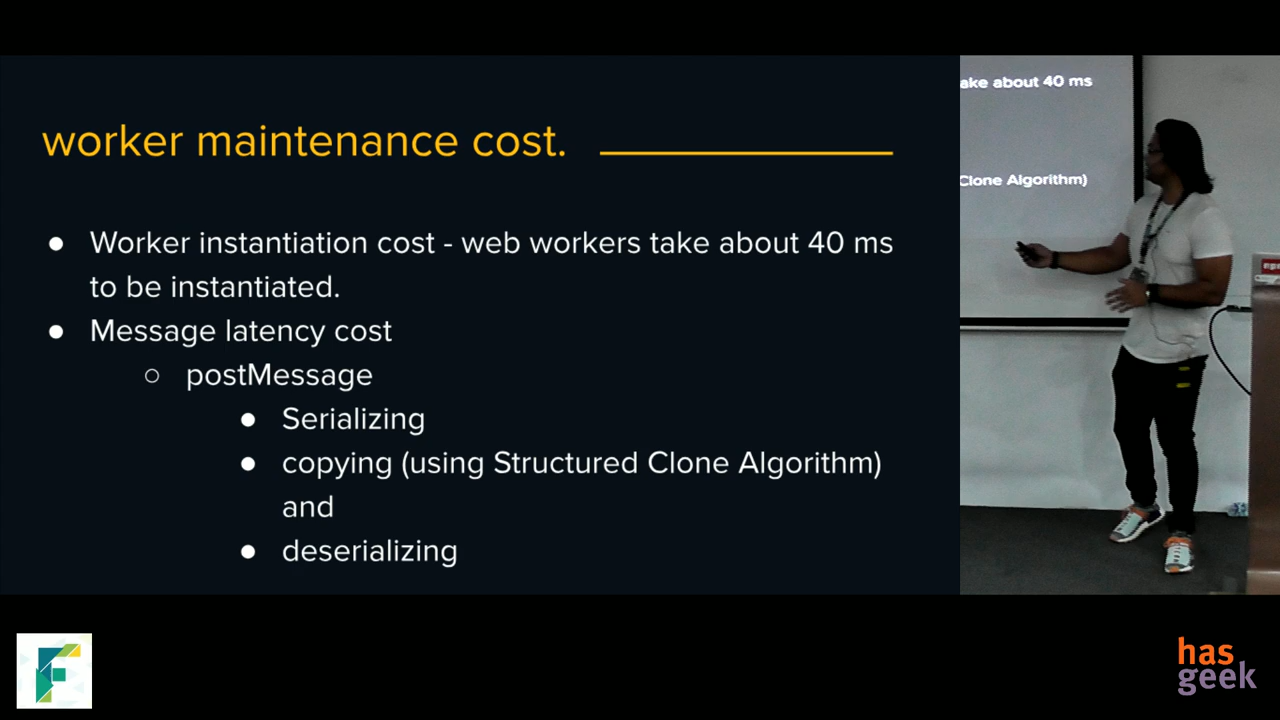 worker maintenance cost.
● Worker instantiation cost - web workers take about 40 ms
to be instantiated.
● Message latency cost
○ postMessage
● Serializing
● copying (using Structured Clone Algorithm)
and
● deserializing
ake about 40 ms
Clone Algorithm)
has
geek